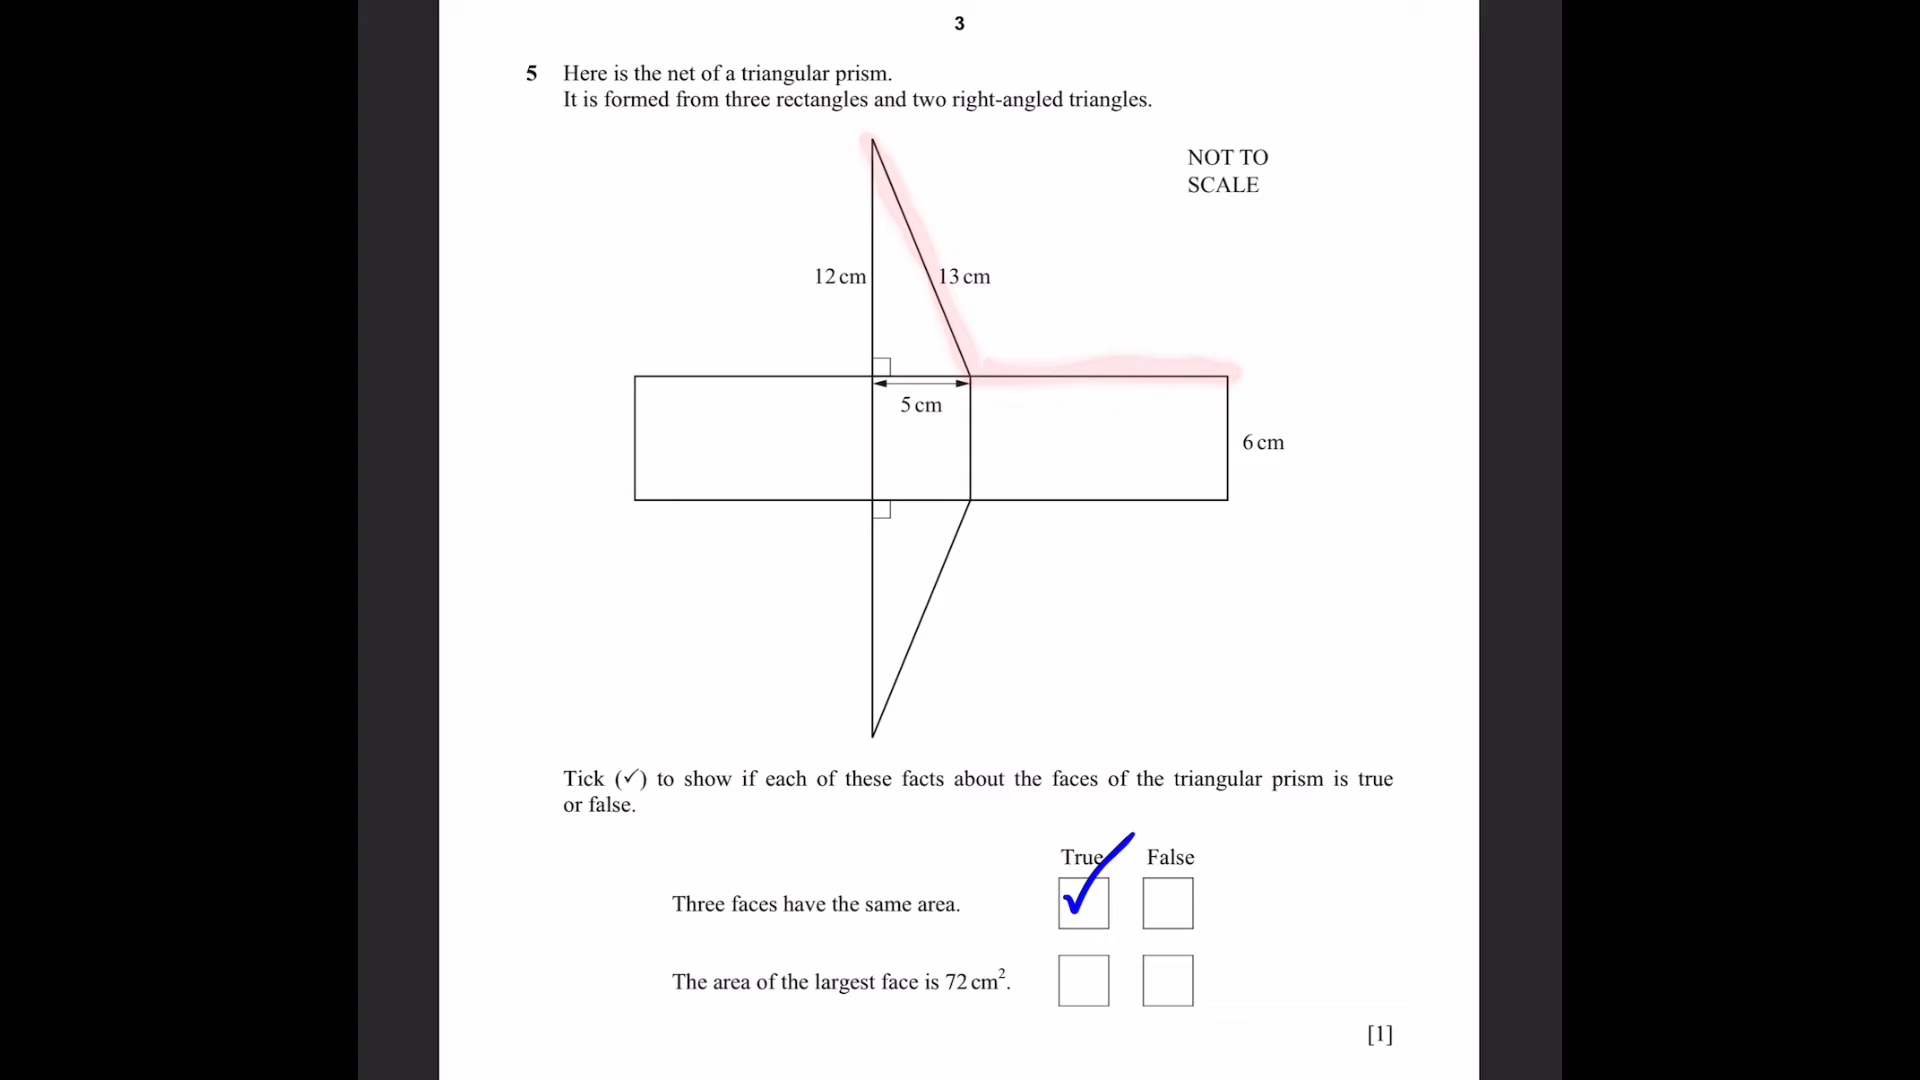 3
5 Here is the net of a triangular prism.
It is formed from three rectangles and two right-angled triangles.
NOT TO
SCALE
12 cm
13 cm
5 cm
6 cm
Tick (✓) to show if each of these facts about the faces of the triangular prism is true
or false.
True False
Three faces have the same area.
The area of the largest face is 72 cm².
[1]